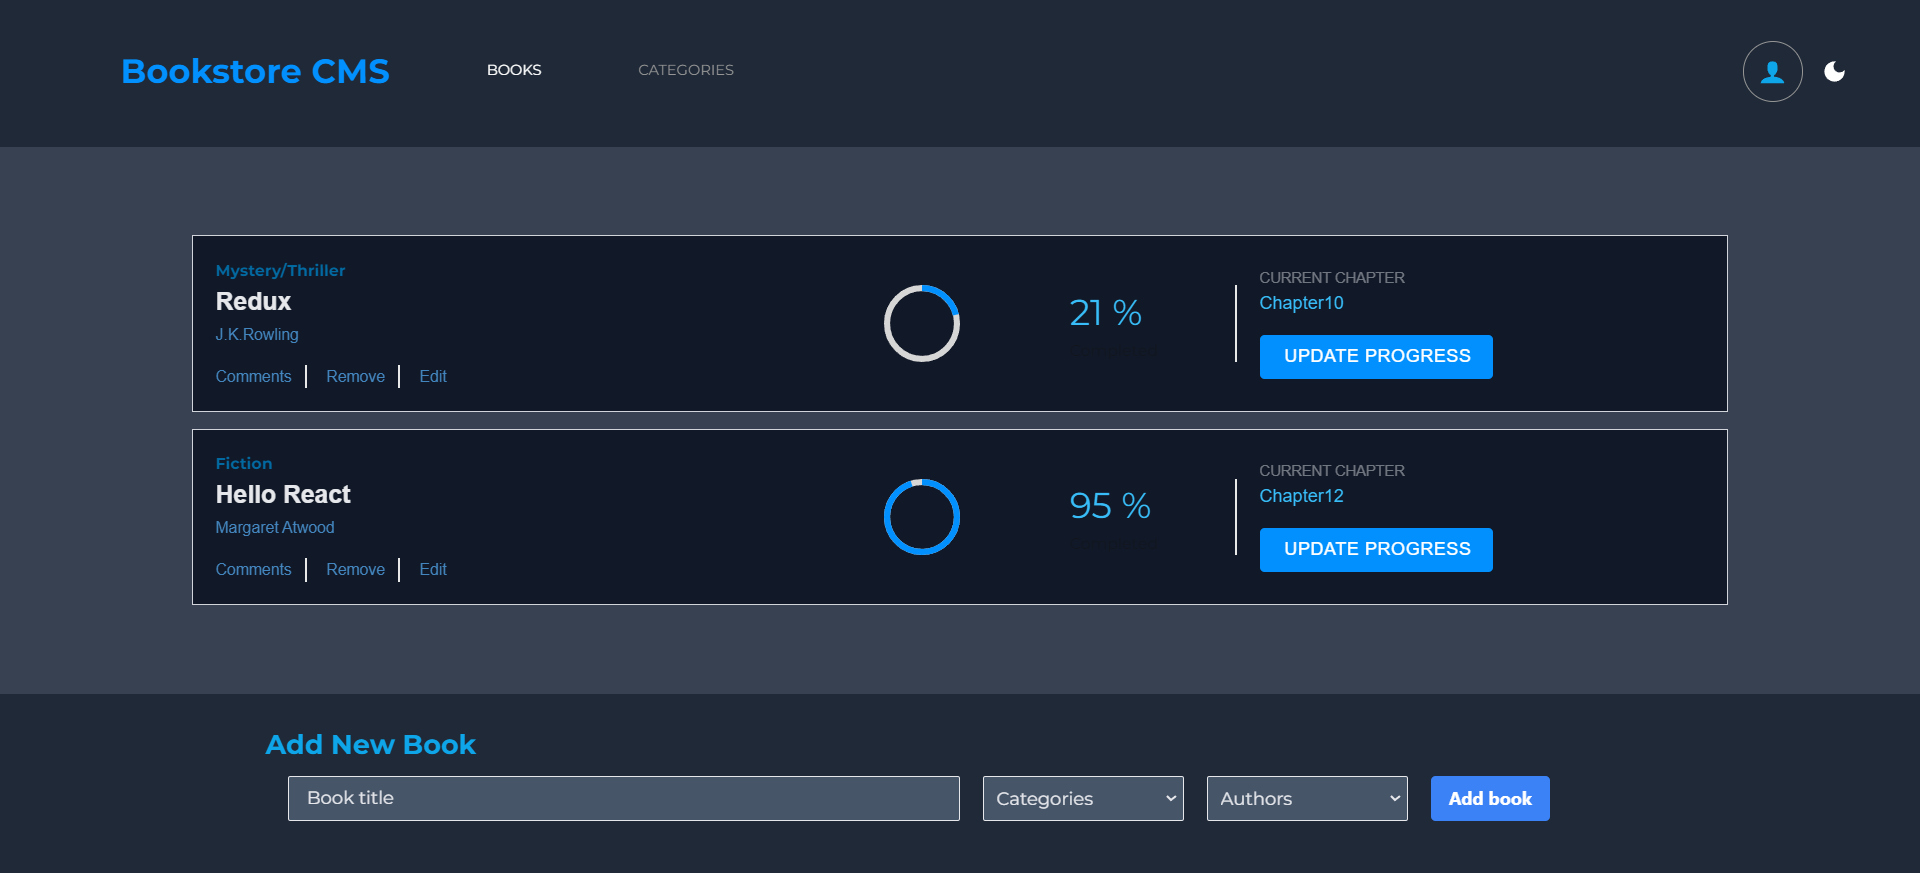 Bookstore CMS
BOOKS
CATEGORIES
Mystery/Thriller
Redux
J.K.Rowling
Comments
Remove
Edit
21 %
CURRENT CHAPTER
Chapter10
UPDATE PROGRESS
Fiction
Hello React
Margaret Atwood
Comments
Remove
Edit
95 %
CURRENT CHAPTER
Chapter12
UPDATE PROGRESS
Add New Book
Book title
Categories
Authors
Add book